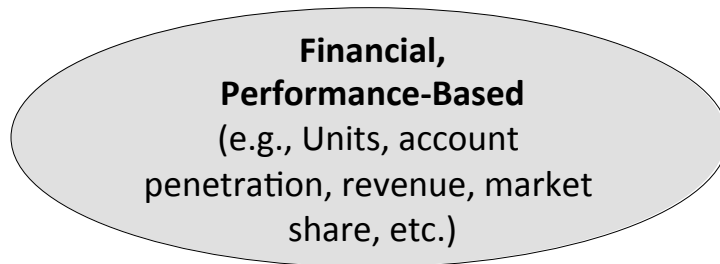 Financial,
Performance-Based
(e.g., Units, account
penetration, revenue, market
share, etc.)